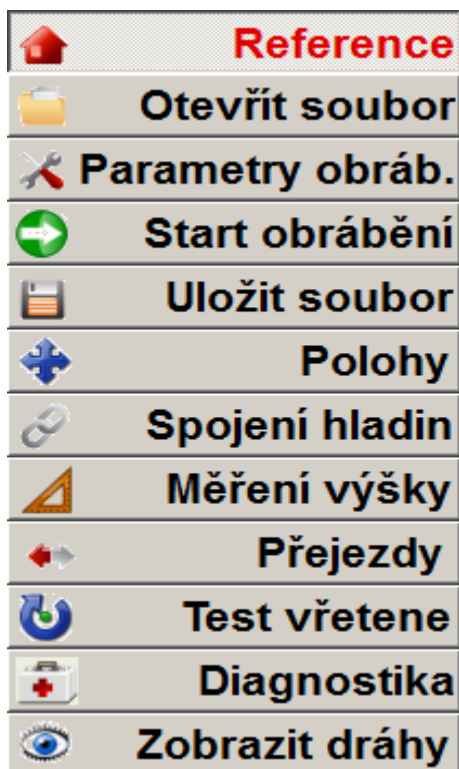 Reference
Otevřít soubor
Parametry obráb.
Start obrábění
Uložit soubor
Polohy
Spojení hladin
Měření výšky
Přejezdy
Test vřetene
Diagnostika
Zobrazit dráhy